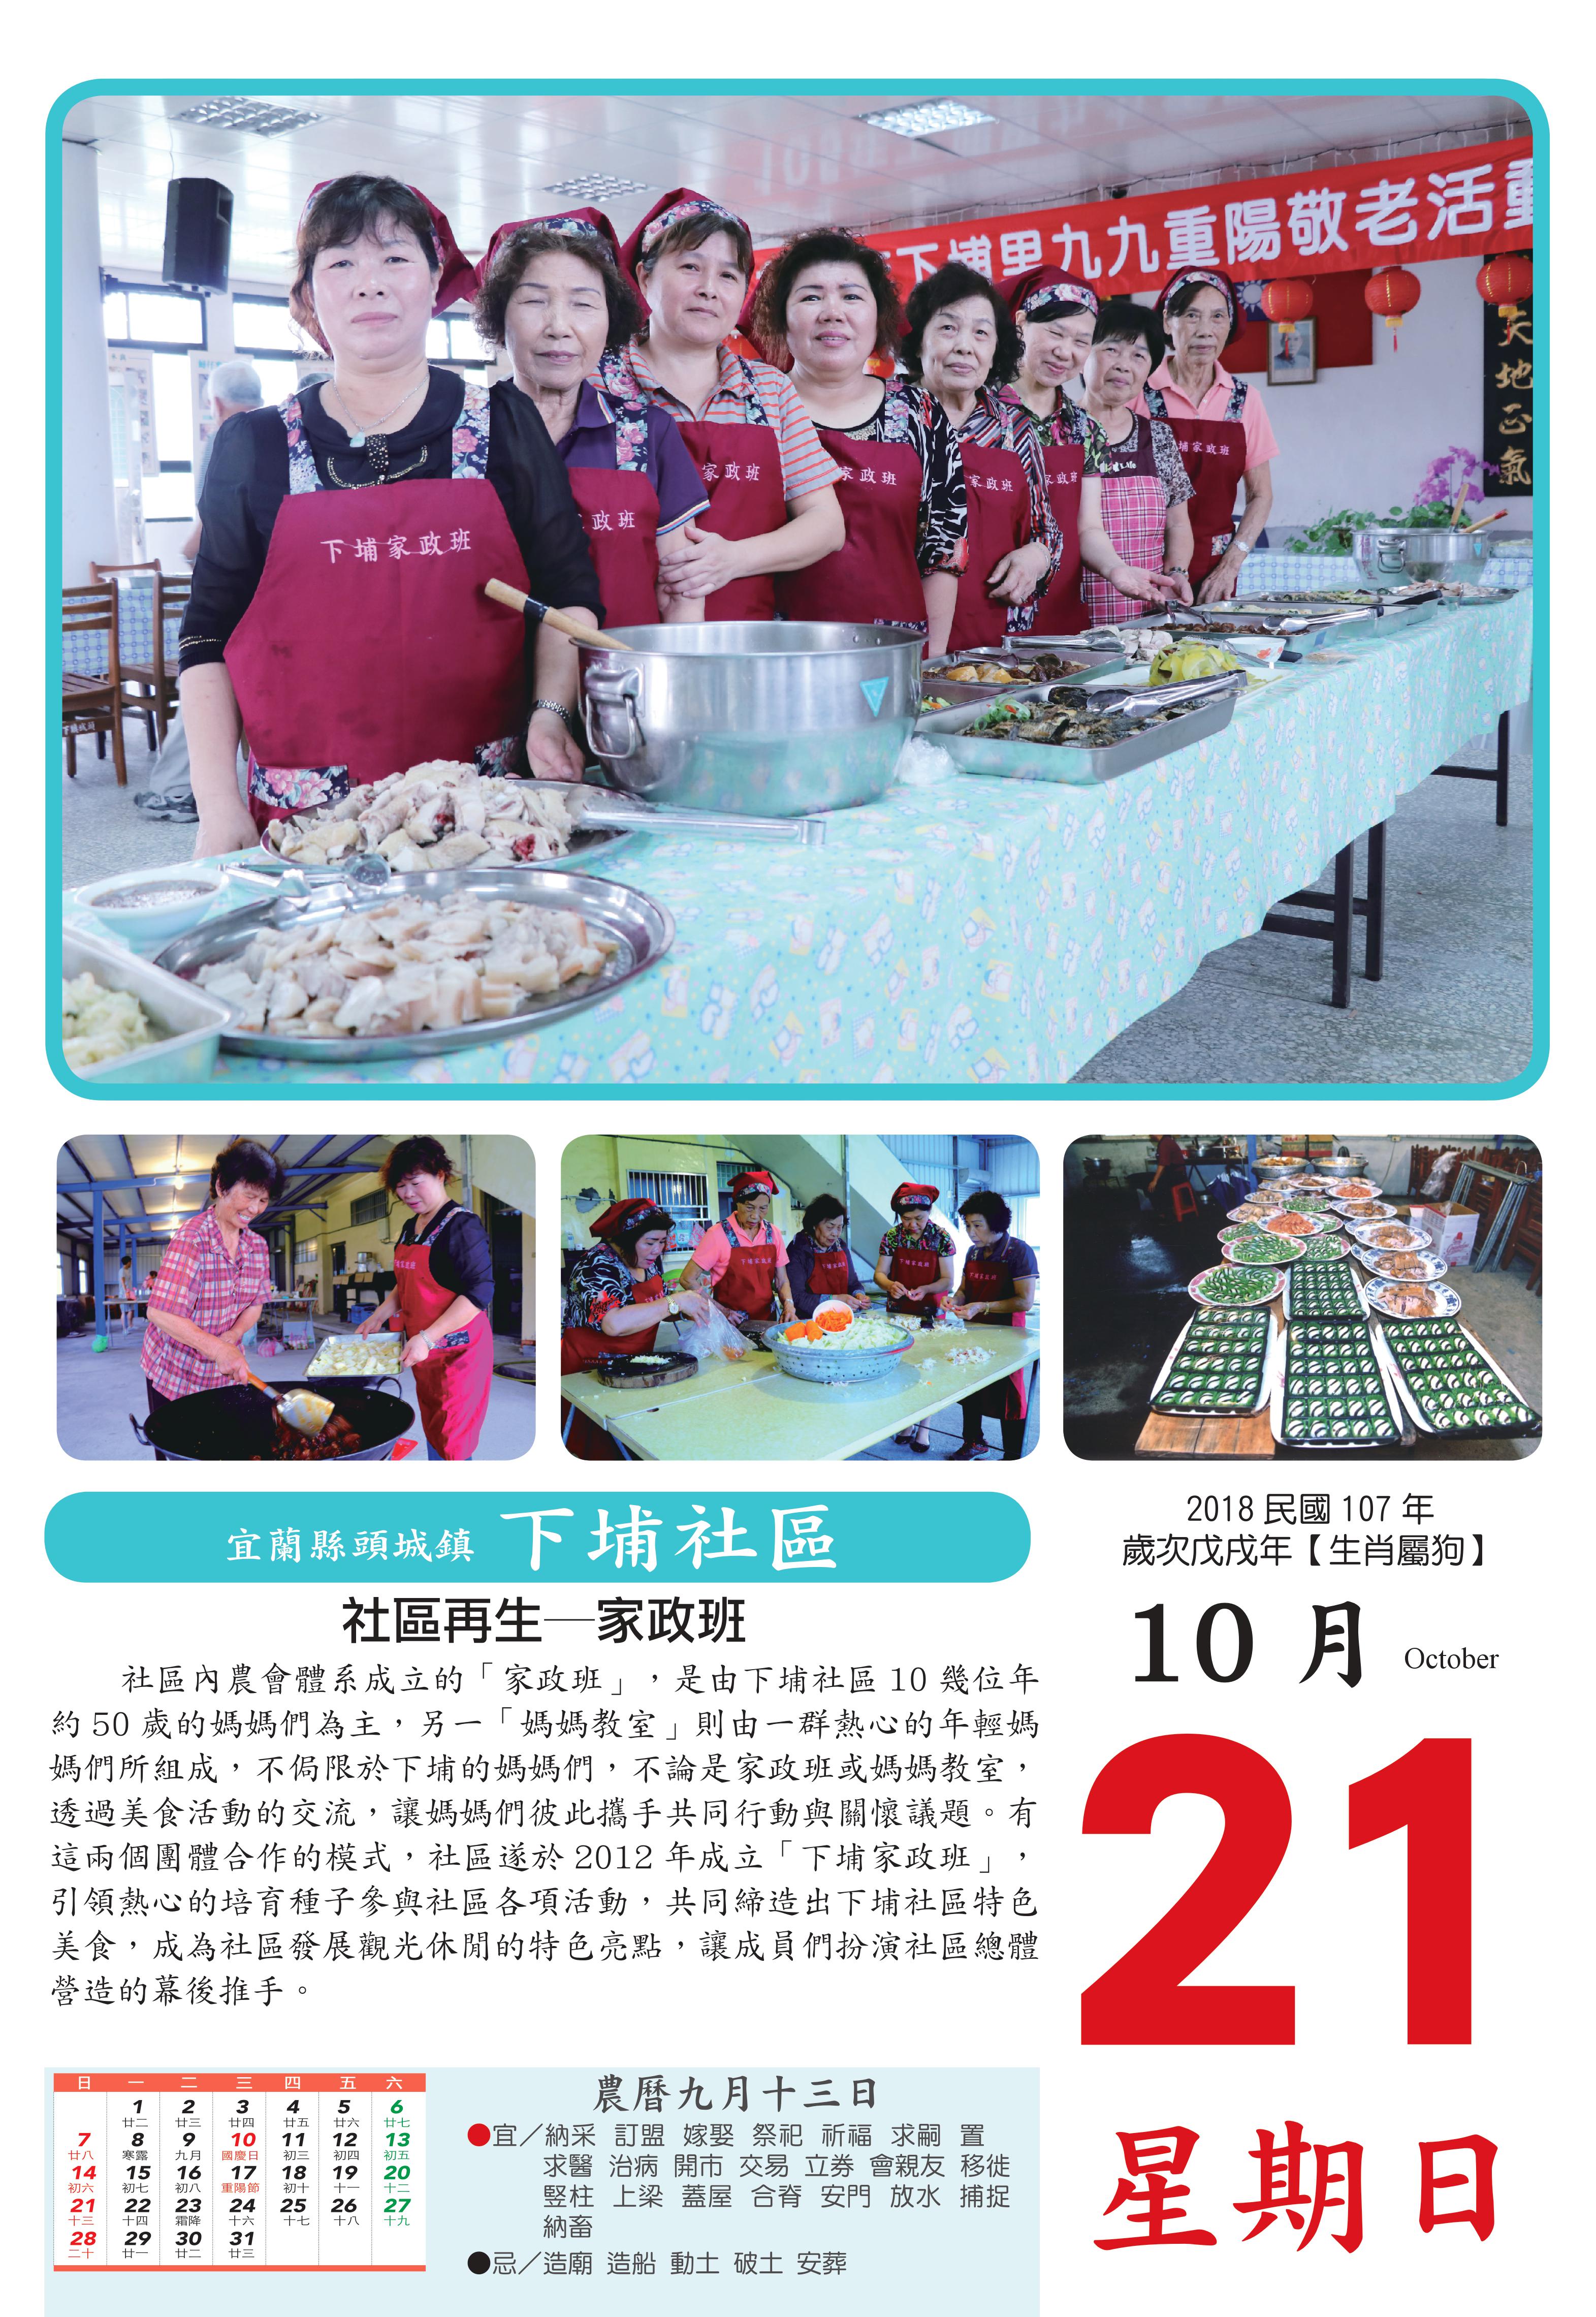 下埔里九九重陽敬老活動
天地正氣
下埔家政班
政班
家政班
家政班
家政班
家政班
埔家政班
下埔家政班
宜蘭縣頭城鎮 下埔社區
社區再生─家政班
社區內農會體系成立的「家政班」，是由下埔社區 10 幾位年
約 50 歲的媽媽們為主，另一「媽媽教室」則由一群熱心的年輕媽
媽們所組成，不侷限於下埔的媽媽們，不論是家政班或媽媽教室，
透過美食活動的交流，讓媽媽們彼此攜手共同行動與關懷議題。有
這兩個團體合作的模式，社區遂於 2012 年成立「下埔家政班」，
引領熱心的培育種子參與社區各項活動，共同締造出下埔社區特色
美食，成為社區發展觀光休閒的特色亮點，讓成員們扮演社區總體
營造的幕後推手。
2018 民國 107 年
歲次戊戌年【生肖屬狗】
10 月 October
21
星期日
日 一 二 三 四 五 六
1 2 3 4 5 6
廿二 廿三 廿四 廿五 廿六 廿七
7 8 9 10 11 12 13
廿八 寒露 九月 國慶日 初三 初四 初五
14 15 16 17 18 19 20
初六 初七 初八 重陽節 初十 十一 十二
21 22 23 24 25 26 27
十三 十四 霜降 十六 十七 十八 十九
28 29 30 31
二十 廿一 廿二 廿三
農曆九月十三日
●宜／納采 訂盟 嫁娶 祭祀 祈福 求嗣 置
求醫 治病 開市 交易 立券 會親友 移徙
竪柱 上梁 蓋屋 合脊 安門 放水 捕捉
納畜
●忌／造廟 造船 動土 破土 安葬